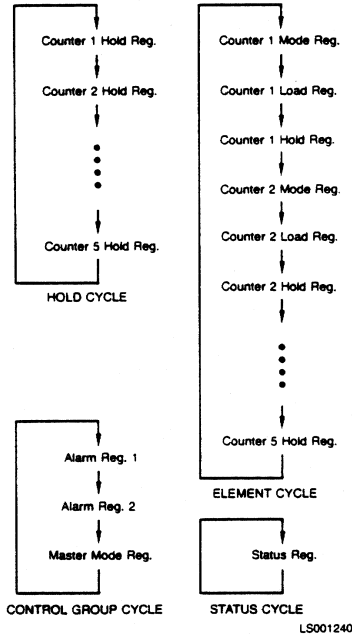 Counter 1 Hold Reg.
Counter 2 Hold Reg.
Counter 5 Hold Reg.
HOLD CYCLE
Counter 1 Mode Reg.
Counter 1 Load Reg.
Counter 1 Hold Reg.
Counter 2 Mode Reg.
Counter 2 Load Reg.
Counter 2 Hold Reg.
Counter 5 Hold Reg.
ELEMENT CYCLE
Alarm Reg. 1
Alarm Reg. 2
Master Mode Reg.
CONTROL GROUP CYCLE
Status Reg.
STATUS CYCLE
LS001240